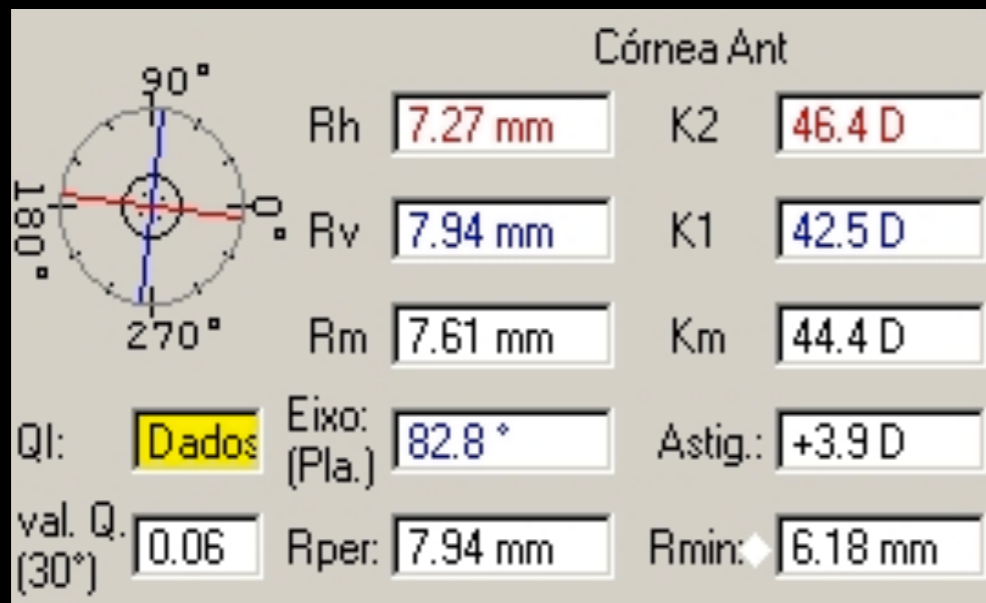 Córnea Ant
90°
Rh 7.27 mm K2 46.4 D
180° 0° Rv 7.94 mm K1 42.5 D
270° Rm 7.61 mm Km 44.4 D
QI: Dados Eixo: (Pla.) 82.8 ° Astig.: +3.9 D
val. Q. (30°) 0.06 Rper: 7.94 mm Rmin: 6.18 mm